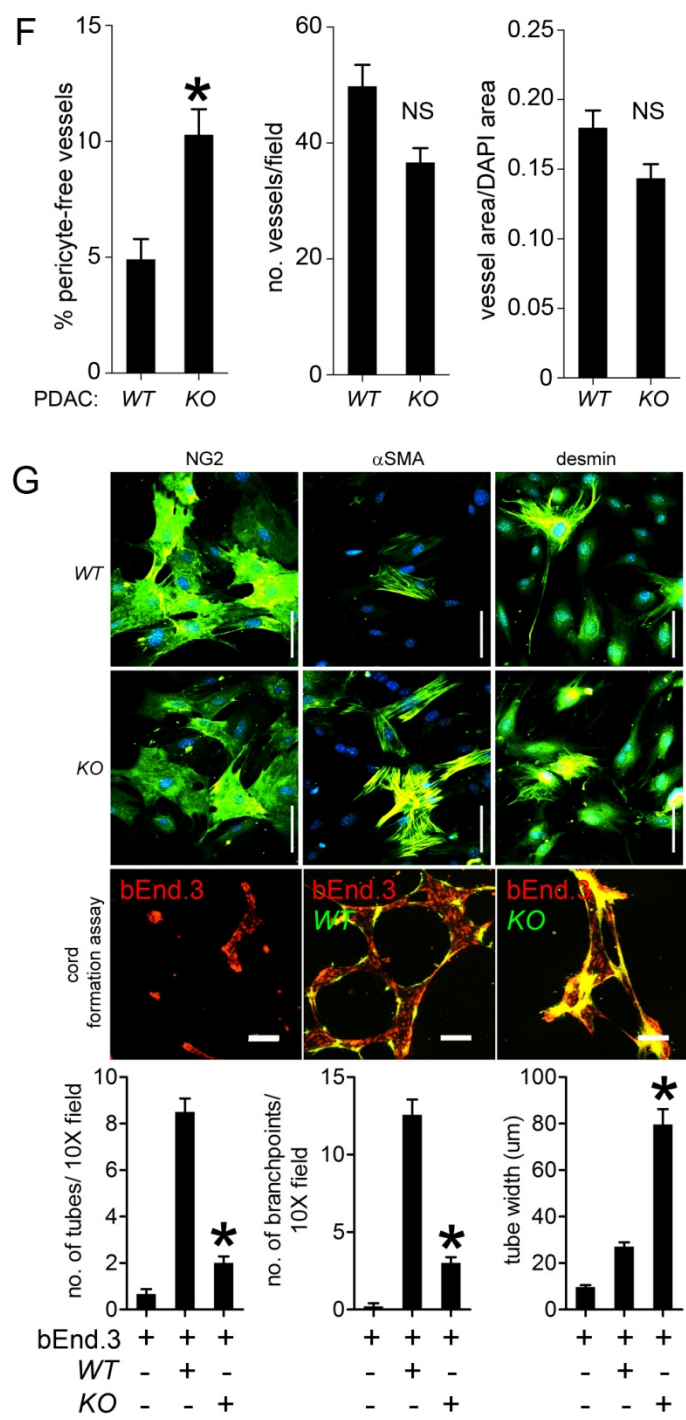 F
% pericyte-free vessels
15
10
5
0
*
PDAC: WT KO
no. vessels/field
60
40
20
0
NS
WT KO
vessel area/DAPI area
0.25
0.20
0.15
0.10
0.05
0
NS
WT KO
G
NG2 αSMA desmin
WT
KO
cord
formation assay
bEnd.3
bEnd.3
WT
bEnd.3
KO
no. of tubes/ 10X field
10
8
6
4
2
0
*
no. of branchpoints/
10X field
15
10
5
0
*
tube width (um)
100
80
60
40
20
0
*
bEnd.3 + + + + + + + + +
WT - + - - + - - + -
KO - - + - - + - - +